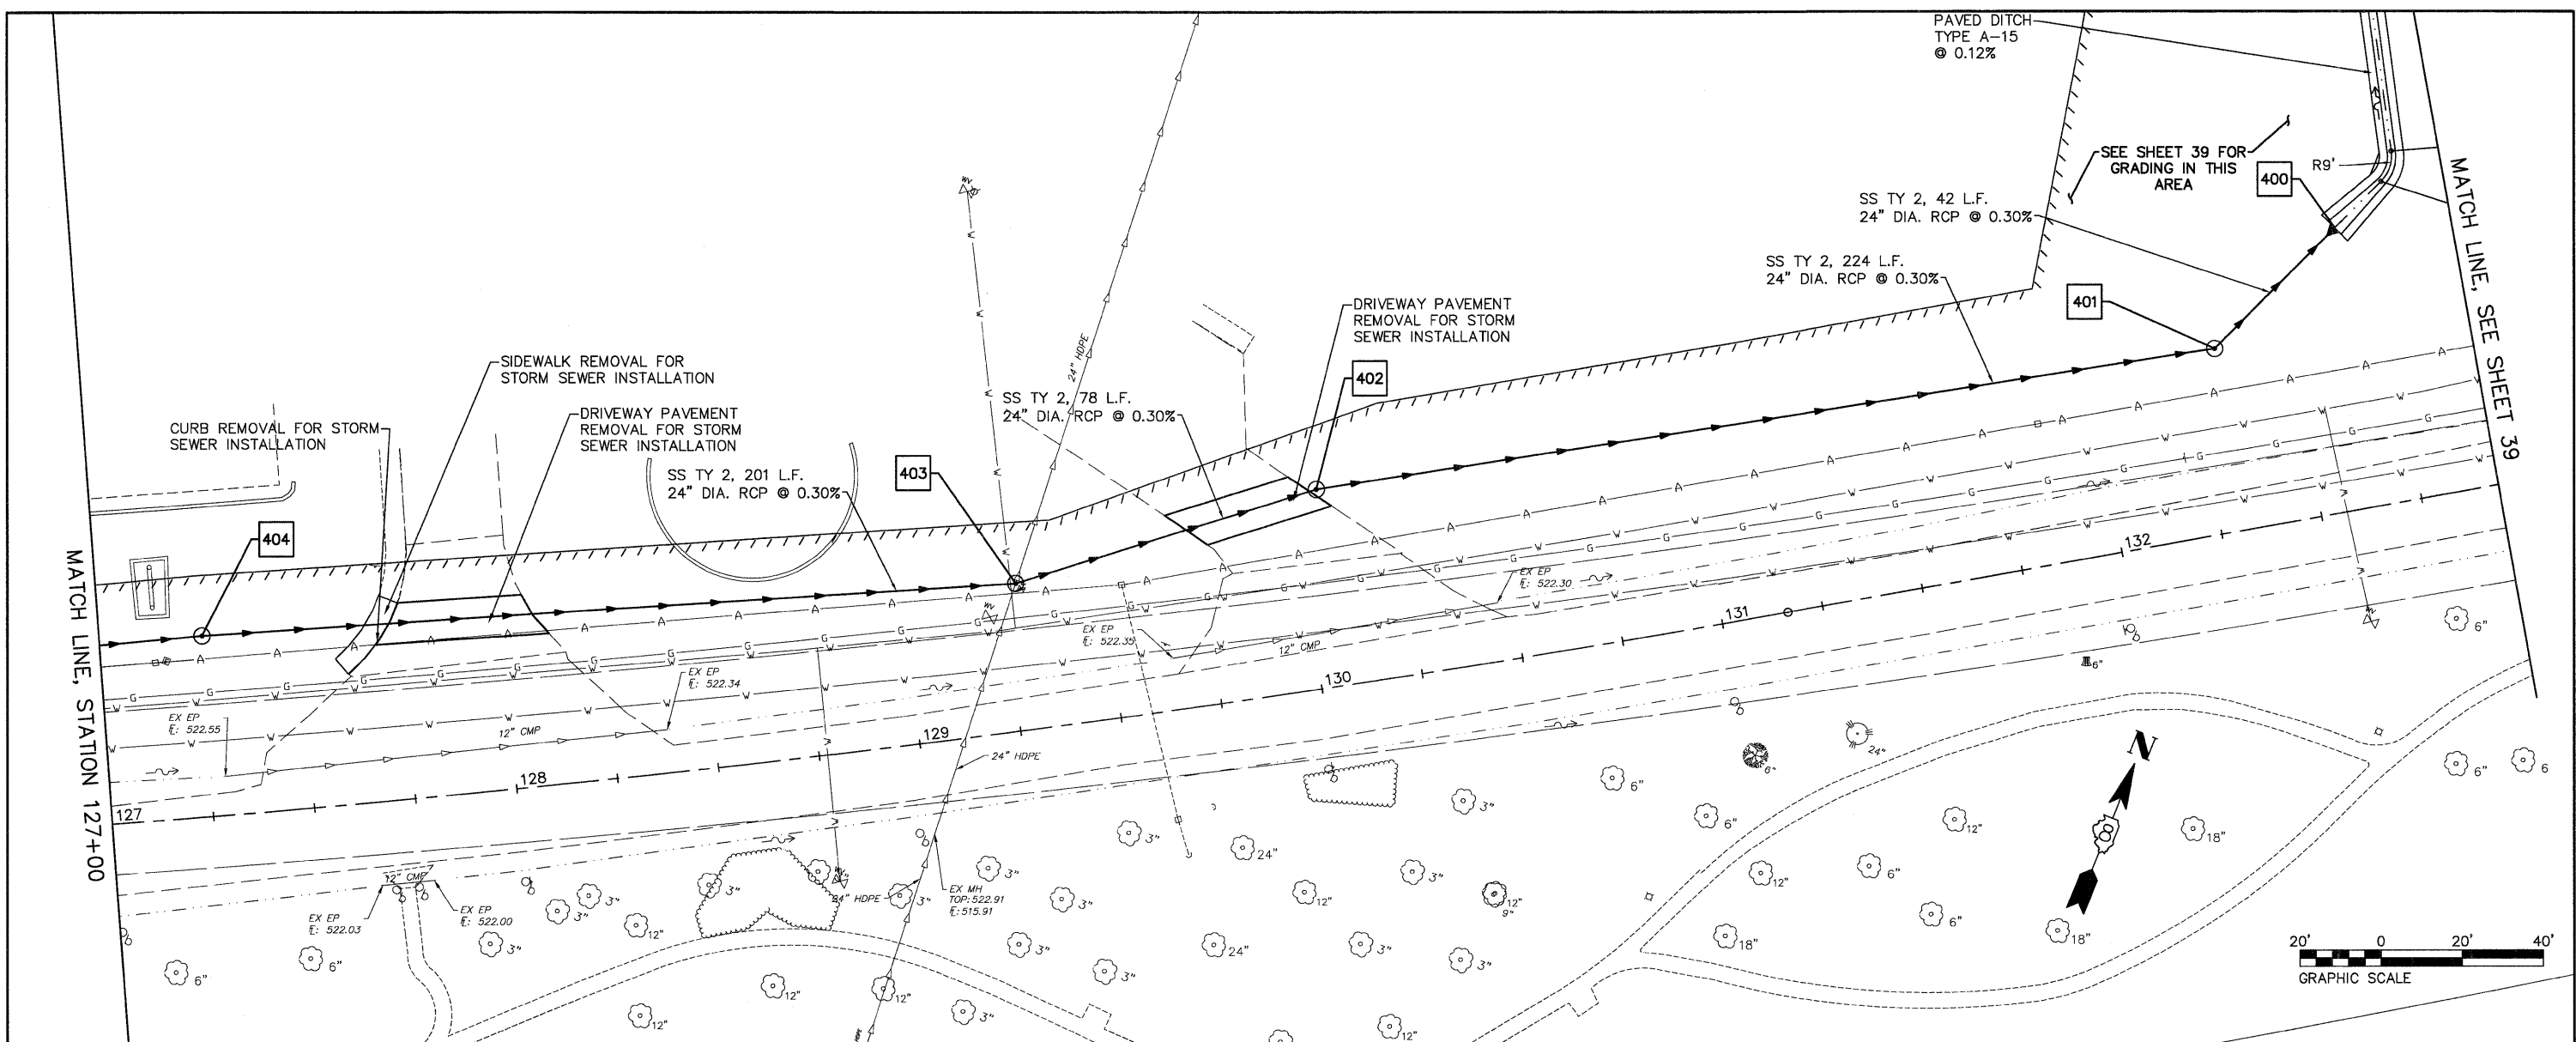 PAVED DITCH
TYPE A-15
@ 0.12%
SEE SHEET 39 FOR
GRADING IN THIS
AREA
R9'
400
SS TY 2, 42 L.F.
24" DIA. RCP @ 0.30%
SS TY 2, 224 L.F.
24" DIA. RCP @ 0.30%
401
MATCH LINE, SEE SHEET 39
DRIVEWAY PAVEMENT
REMOVAL FOR STORM
SEWER INSTALLATION
402
24" HDPE
SS TY 2, 78 L.F.
24" DIA. RCP @ 0.30%
SIDEWALK REMOVAL FOR
STORM SEWER INSTALLATION
CURB REMOVAL FOR STORM
SEWER INSTALLATION
DRIVEWAY PAVEMENT
REMOVAL FOR STORM
SEWER INSTALLATION
SS TY 2, 201 L.F.
24" DIA. RCP @ 0.30%
403
404
MATCH LINE, STATION 127+00
EX EP
: 522.55
12" CMP
EX EP
: 522.34
EX EP
: 522.35
12" CMP
EX EP
: 522.30
127
128
129
130
131
132
24" HDPE
12" CMP
EX EP
: 522.03
EX EP
: 522.00
24" HDPE
EX MH
TOP: 522.91
: 515.91
6"
6"
3"
3"
3"
12"
12"
3"
3"
12"
3"
3"
3"
3"
3"
3"
24"
24"
12"
3"
3"
12"
9"
3"
3"
12"
6"
6"
6"
24"
12"
18"
12"
6"
6"
18"
18"
6"
6"
6"
6
N
20' 0 20' 40'
GRAPHIC SCALE